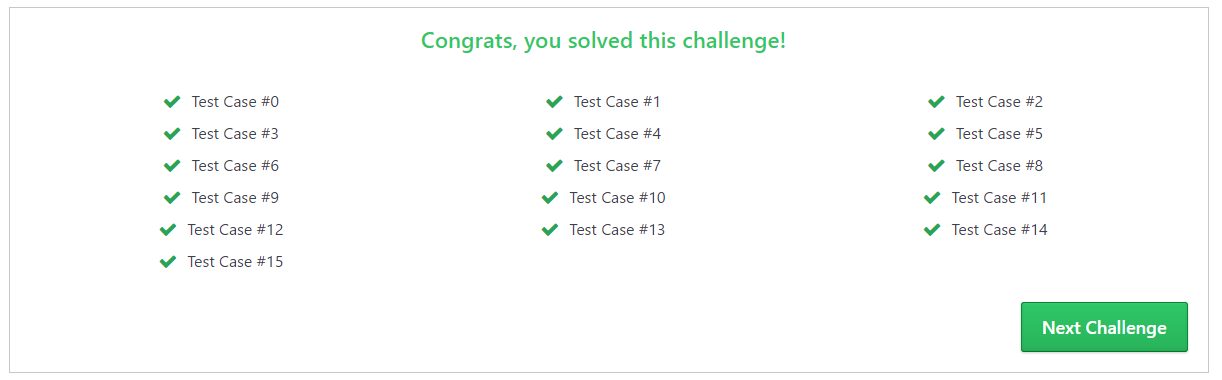 Congrats, you solved this challenge!
Test Case #0
Test Case #1
Test Case #2
Test Case #3
Test Case #4
Test Case #5
Test Case #6
Test Case #7
Test Case #8
Test Case #9
Test Case #10
Test Case #11
Test Case #12
Test Case #13
Test Case #14
Test Case #15
Next Challenge